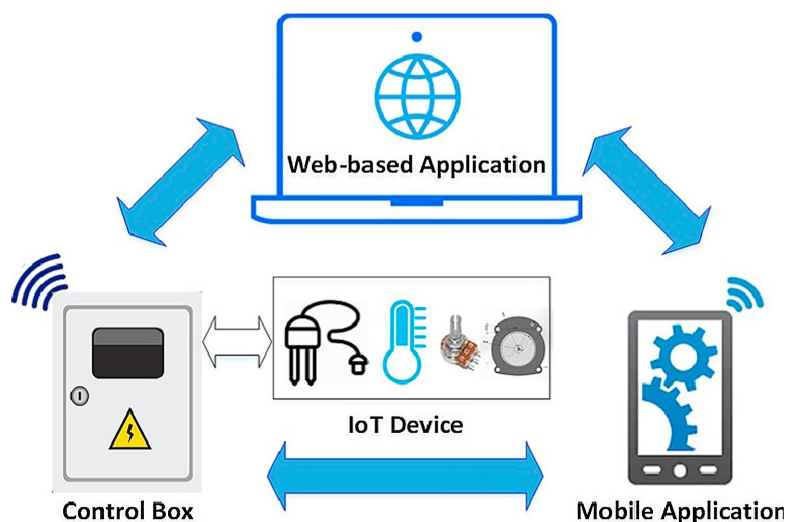 Web-based Application
IoT Device
Control Box
Mobile Application